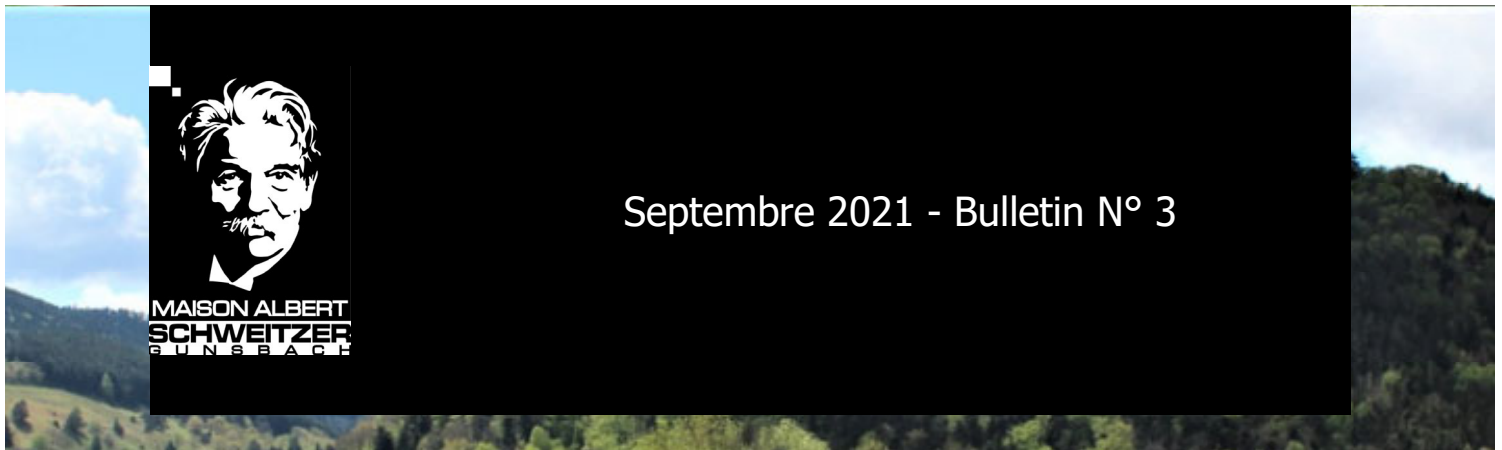 MAISON ALBERT
SCHWEITZER
GUNSBACH
Septembre 2021 - Bulletin N° 3